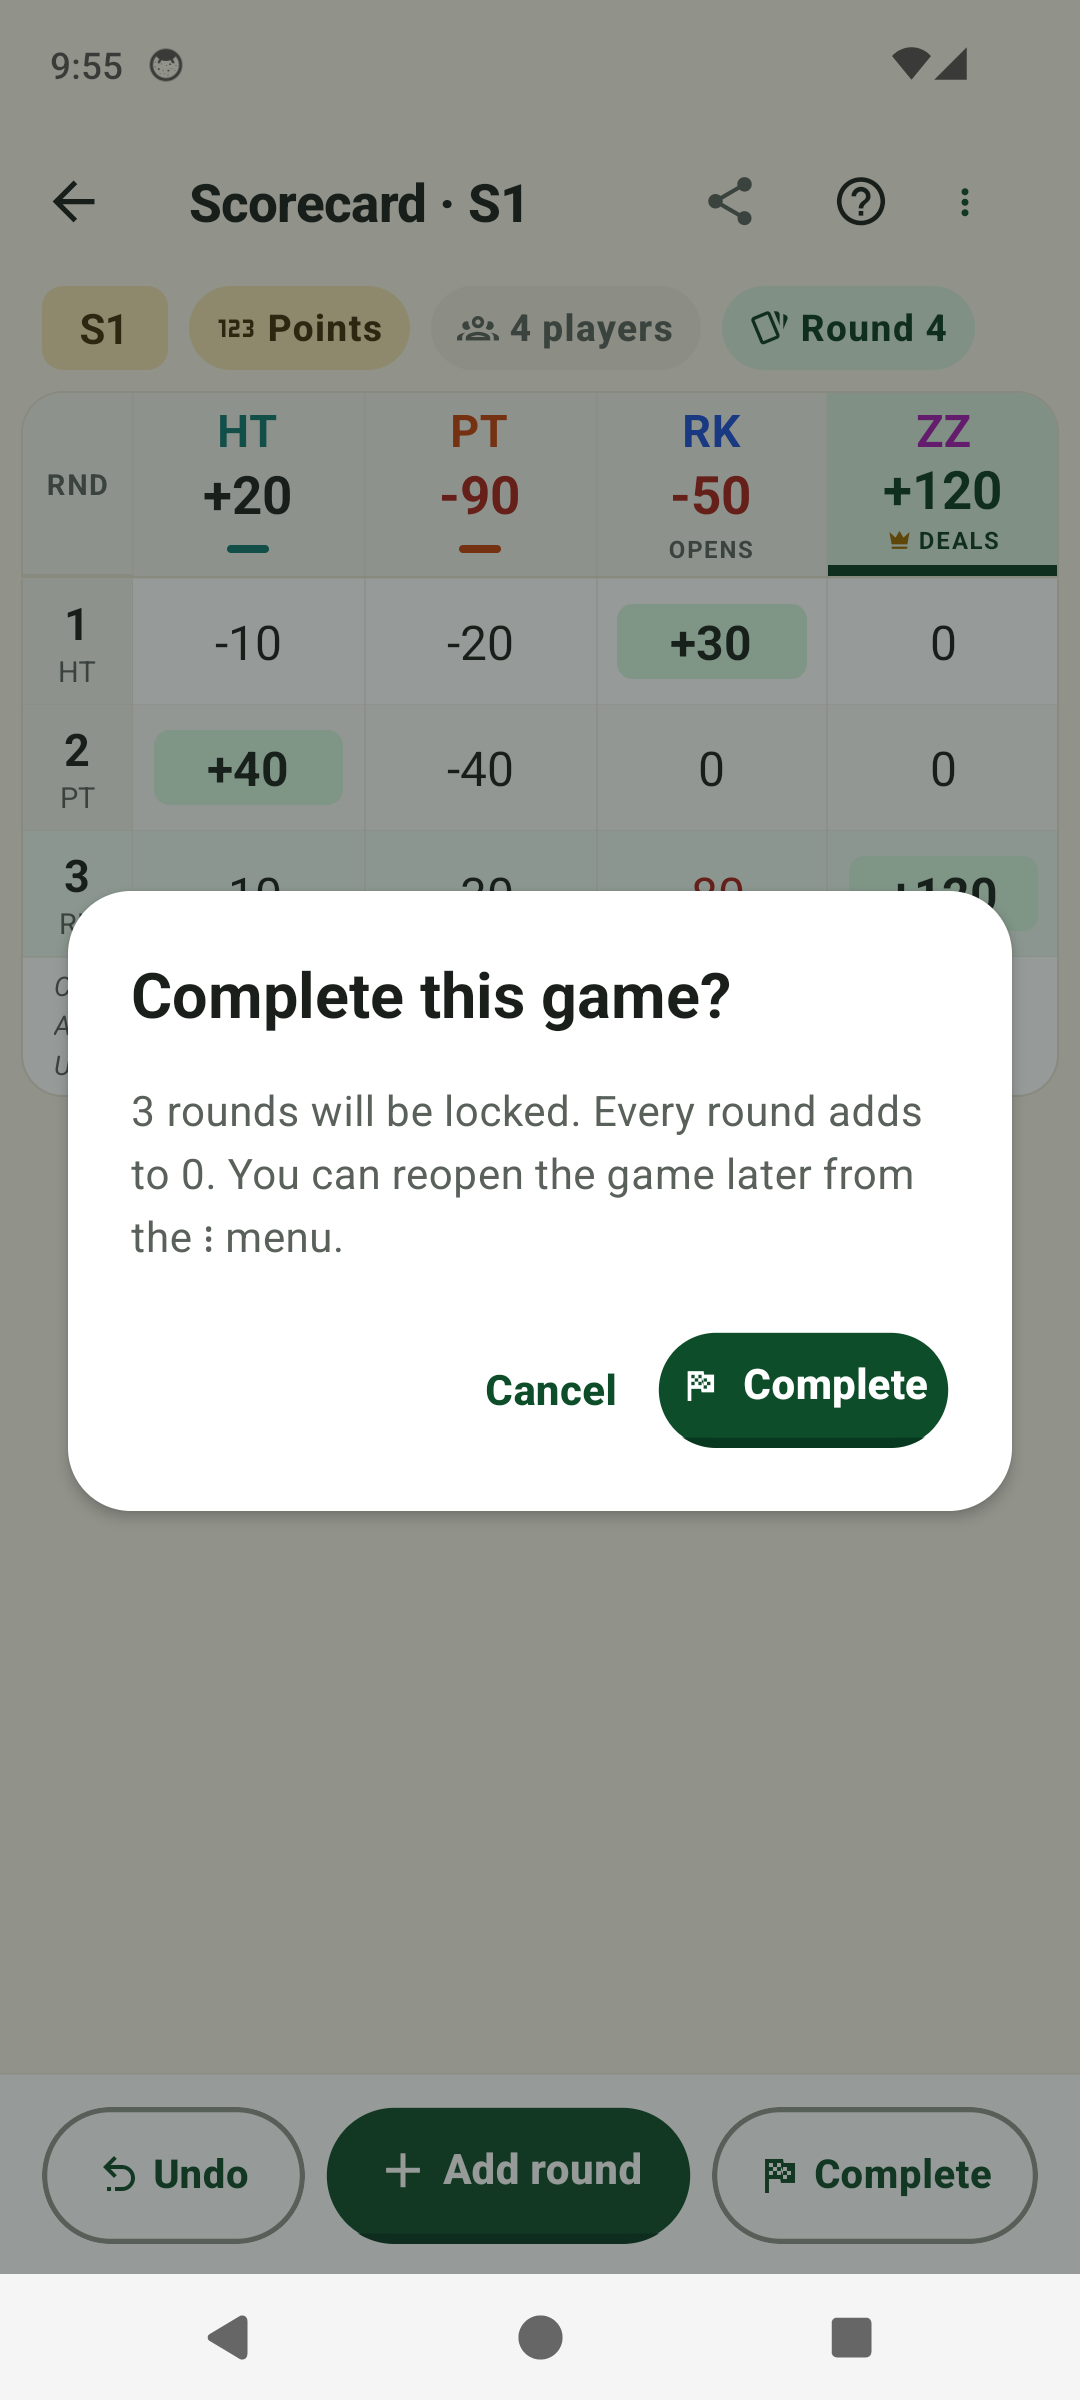 9:55
Scorecard · S1
S1
123 Points
4 players
Round 4
RND
HT
+20
PT
-90
RK
-50
OPENS
ZZ
+120
DEALS
1
HT
-10
-20
+30
0
2
PT
+40
-40
0
0
3
Complete this game?
3 rounds will be locked. Every round adds
to 0. You can reopen the game later from
the ⋮ menu.
Cancel
Complete
Undo
+ Add round
Complete